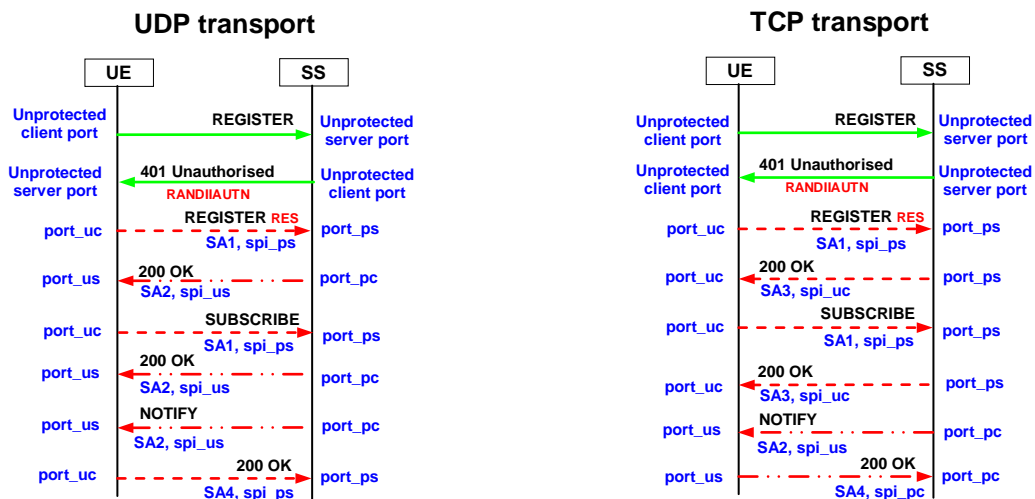 UDP transport
UE
SS
Unprotected
client port
REGISTER
Unprotected
server port
401 Unauthorised
Unprotected
server port
RANDIIAUTN
Unprotected
client port
REGISTER RES
port_uc
port_ps
SA1, spi_ps
200 OK
port_us
port_pc
SA2, spi_us
SUBSCRIBE
port_uc
port_ps
SA1, spi_ps
200 OK
port_us
port_pc
SA2, spi_us
NOTIFY
port_us
port_pc
SA2, spi_us
200 OK
port_uc
port_ps
SA4, spi_ps
TCP transport
UE
SS
Unprotected
client port
REGISTER
Unprotected
server port
401 Unauthorised
Unprotected
client port
RANDIIAUTN
Unprotected
server port
REGISTER RES
port_uc
port_ps
SA1, spi_ps
200 OK
port_uc
port_ps
SA3, spi_uc
SUBSCRIBE
port_uc
port_ps
SA1, spi_ps
200 OK
port_uc
port_ps
SA3, spi_uc
NOTIFY
port_us
port_pc
SA2, spi_us
200 OK
port_us
port_pc
SA4, spi_pc